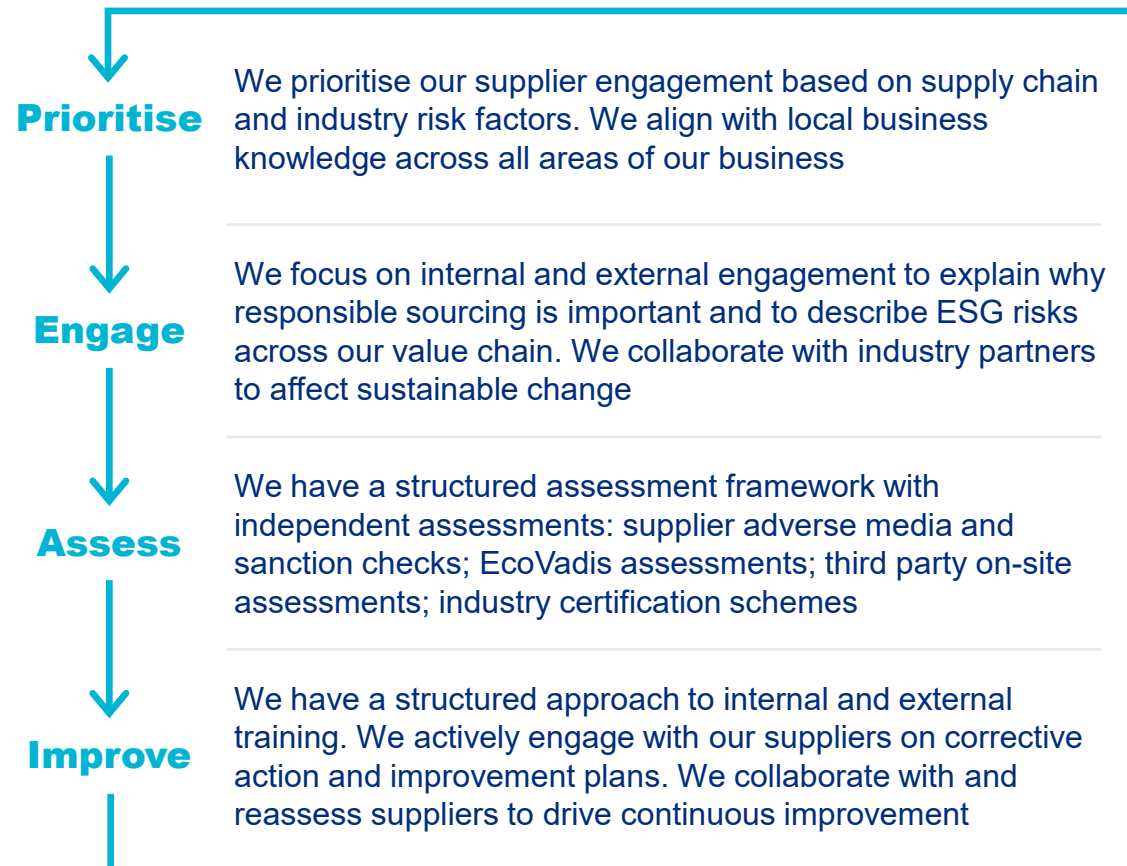 Prioritise
We prioritise our supplier engagement based on supply chain
and industry risk factors. We align with local business
knowledge across all areas of our business
Engage
We focus on internal and external engagement to explain why
responsible sourcing is important and to describe ESG risks
across our value chain. We collaborate with industry partners
to affect sustainable change
Assess
We have a structured assessment framework with
independent assessments: supplier adverse media and
sanction checks; EcoVadis assessments; third party on-site
assessments; industry certification schemes
Improve
We have a structured approach to internal and external
training. We actively engage with our suppliers on corrective
action and improvement plans. We collaborate with and
reassess suppliers to drive continuous improvement